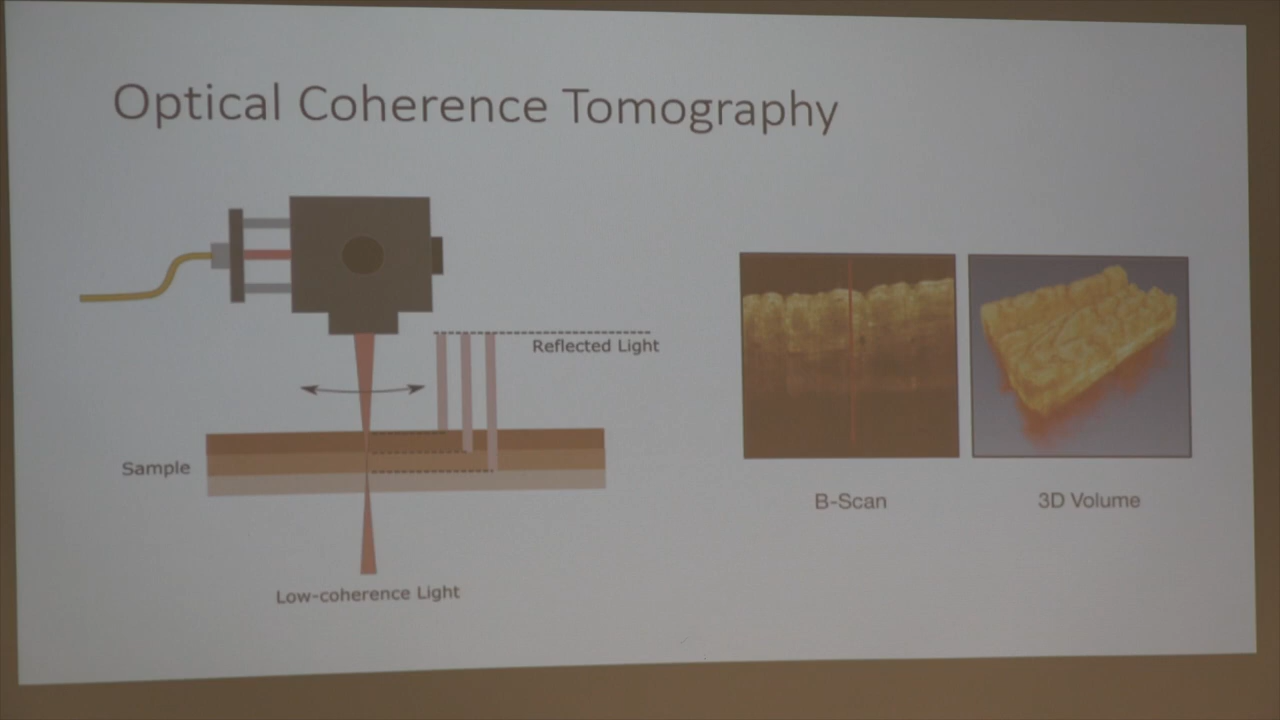 Optical Coherence Tomography
Reflected Light
Sample
Low-coherence Light
B-Scan
3D Volume